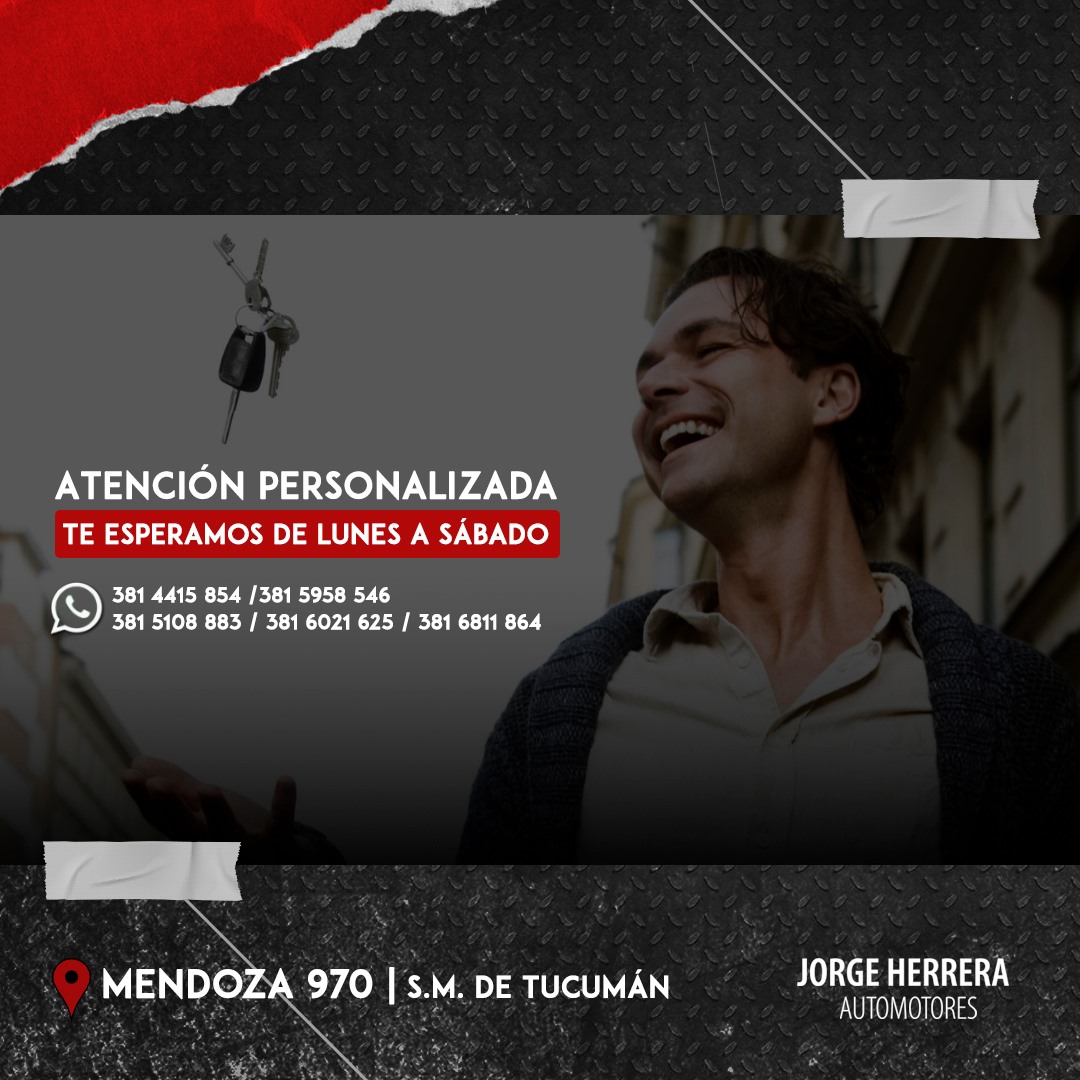 ATENCIÓN PERSONALIZADA
TE ESPERAMOS DE LUNES A SÁBADO
381 4415 854 /381 5958 546
381 5108 883 / 381 6021 625 / 381 6811 864
MENDOZA 970 | S.M. DE TUCUMÁN
JORGE HERRERA
AUTOMOTORES